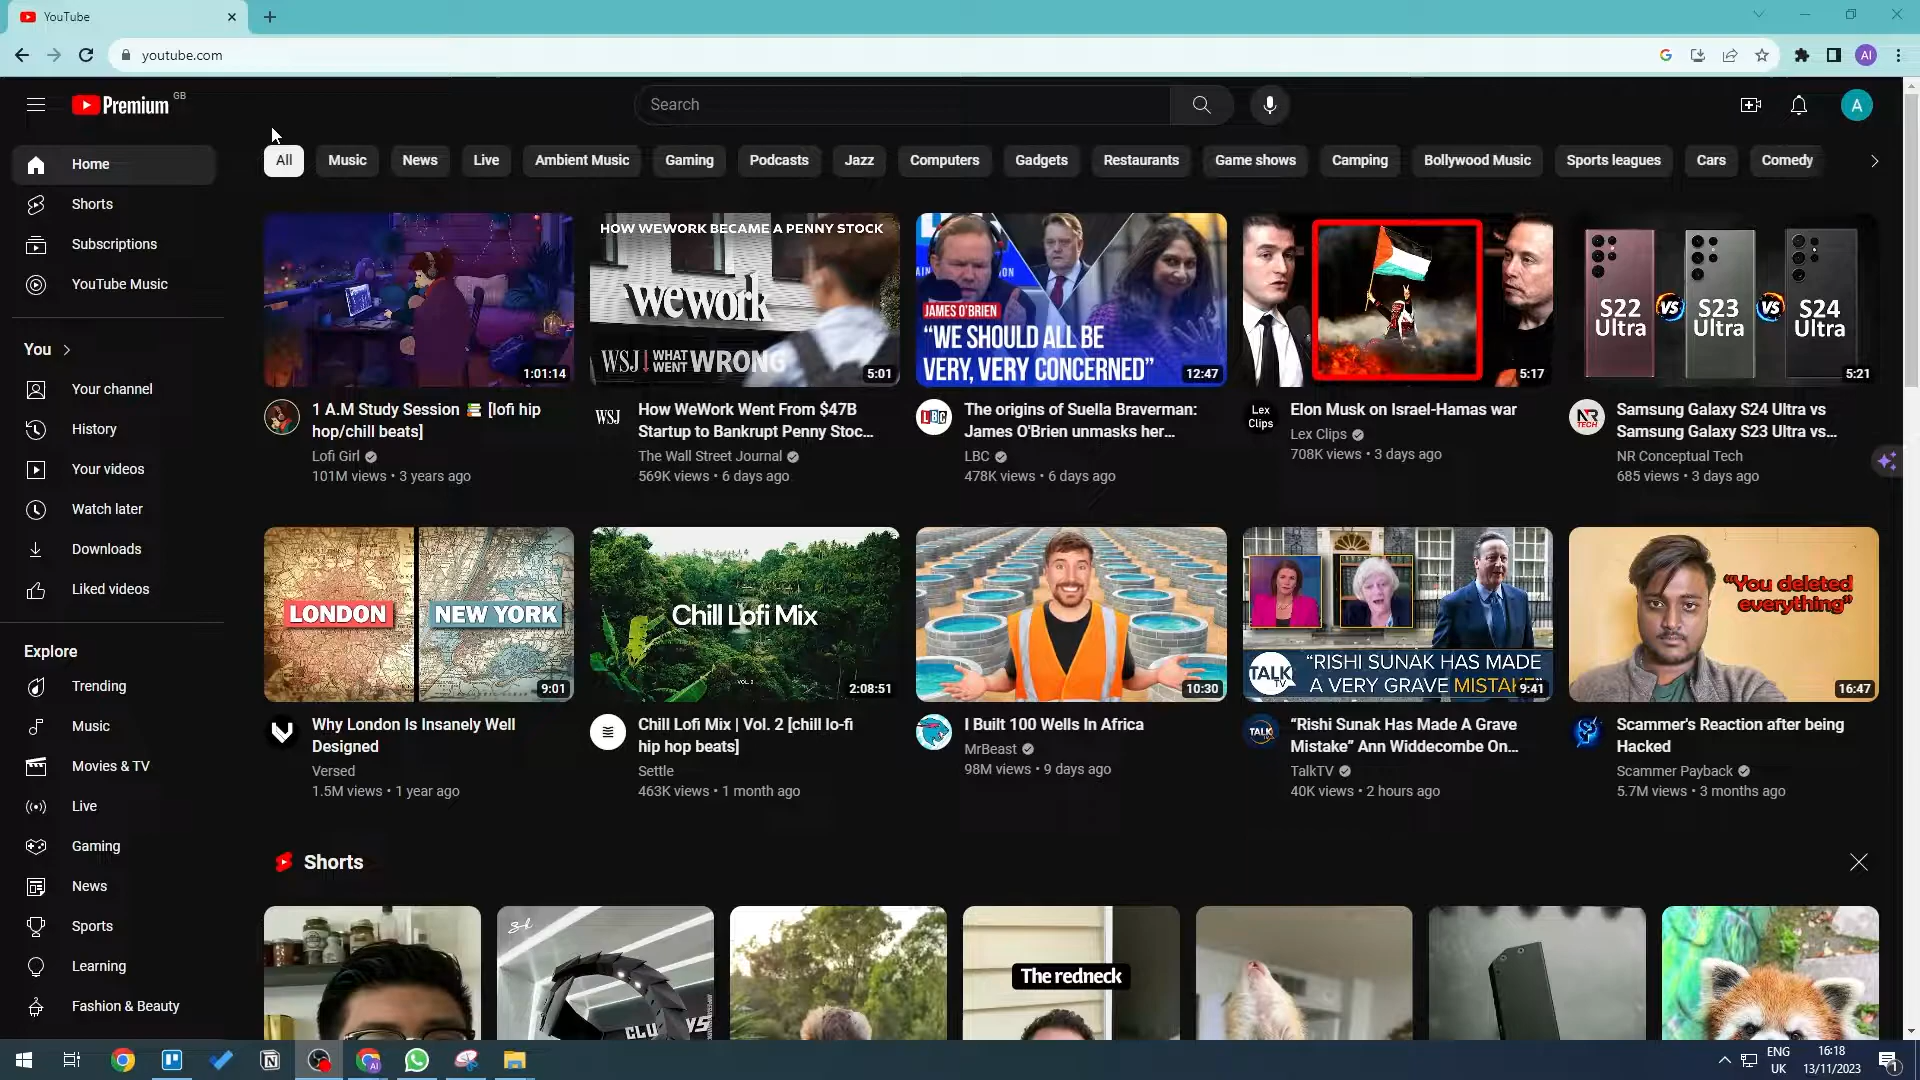 YouTube
youtube.com
AI
Premium GB
Search
A
All
Music
News
Live
Ambient Music
Gaming
Podcasts
Jazz
Computers
Gadgets
Restaurants
Game shows
Camping
Bollywood Music
Sports leagues
Cars
Comedy
Home
Shorts
Subscriptions
YouTube Music
You
Your channel
History
Your videos
Watch later
Downloads
Liked videos
Explore
Trending
Music
Movies & TV
Live
Gaming
News
Sports
Learning
Fashion & Beauty
1:01:14
1 A.M Study Session 📚 [lofi hip
hop/chill beats]
Lofi Girl
101M views • 3 years ago
HOW WEWORK BECAME A PENNY STOCK
wework
WSJ WHAT WENT WRONG
5:01
WSJ
How WeWork Went From $47B
Startup to Bankrupt Penny Stoc...
The Wall Street Journal
569K views • 6 days ago
JAMES O'BRIEN
“WE SHOULD ALL BE
VERY, VERY CONCERNED”
12:47
LBC
The origins of Suella Braverman:
James O'Brien unmasks her...
LBC
478K views • 6 days ago
5:17
Lex
Clips
Elon Musk on Israel-Hamas war
Lex Clips
708K views • 3 days ago
S22
Ultra
VS
S23
Ultra
VS
S24
Ultra
5:21
NR
TECH
Samsung Galaxy S24 Ultra vs
Samsung Galaxy S23 Ultra vs...
NR Conceptual Tech
685 views • 3 days ago
LONDON
NEW YORK
9:01
Why London Is Insanely Well
Designed
Versed
1.5M views • 1 year ago
Chill Lofi Mix
VOL. 2
2:08:51
Chill Lofi Mix | Vol. 2 [chill lo-fi
hip hop beats]
Settle
463K views • 1 month ago
10:30
I Built 100 Wells In Africa
MrBeast
98M views • 9 days ago
TALK
TV
“RISHI SUNAK HAS MADE
A VERY GRAVE MISTAKE”
9:41
TALK
“Rishi Sunak Has Made A Grave
Mistake” Ann Widdecombe On...
TalkTV
40K views • 2 hours ago
“You deleted
everything”
16:47
Scammer's Reaction after being
Hacked
Scammer Payback
5.7M views • 3 months ago
Shorts
The redneck
ENG
UK
16:18
13/11/2023
1